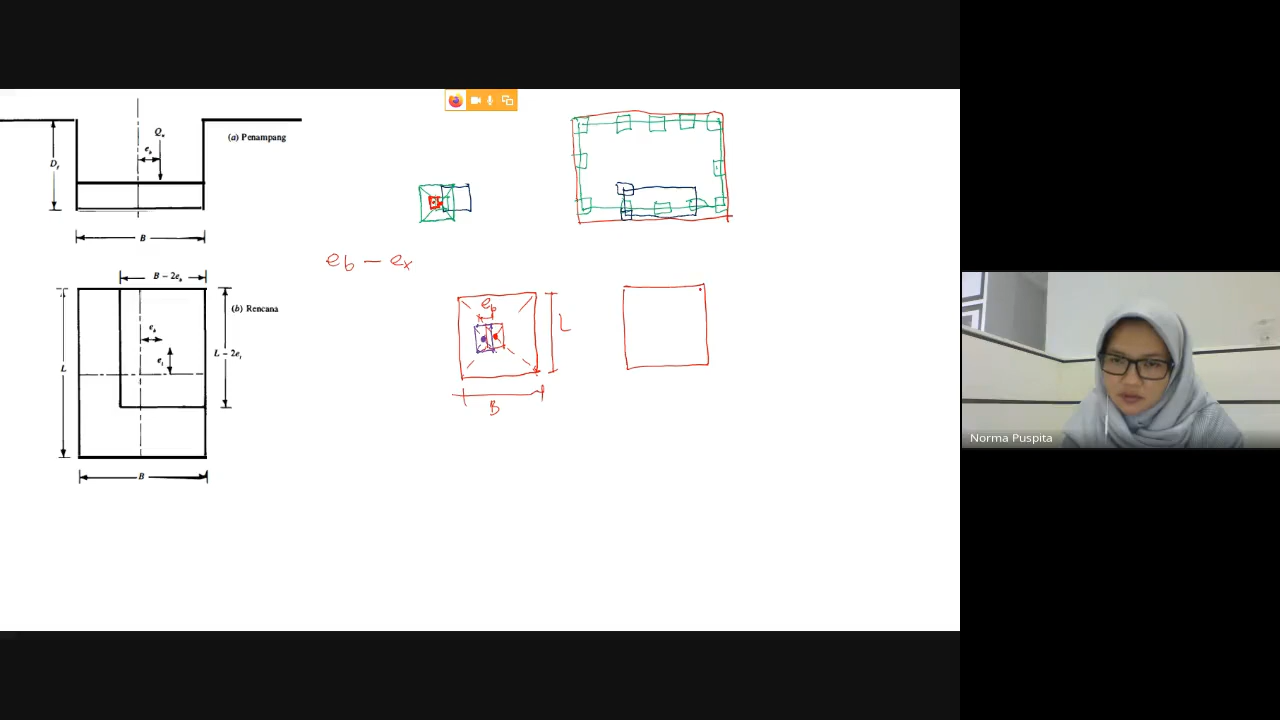 Qu
(a) Penampang
eb
Df
B
eb – ex
B – 2eb
(b) Rencana
eb
el
L – 2el
L
B
eb
L
B
Norma Puspita